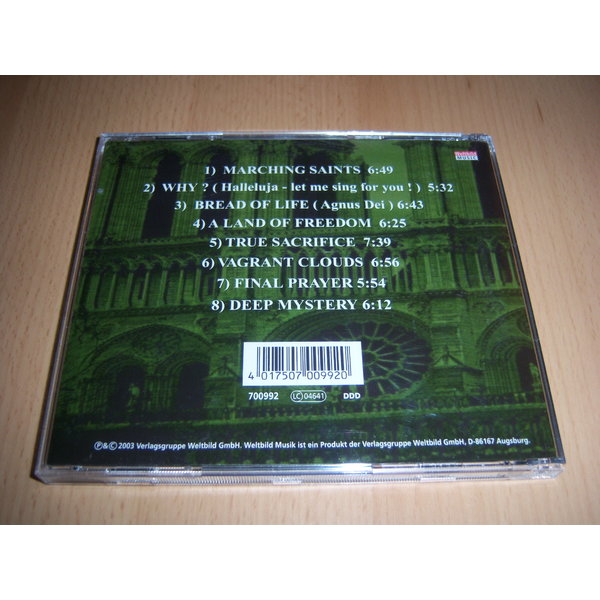 MUSIC
1) MARCHING SAINTS 6:49
2) WHY ? ( Halleluja - let me sing for you ! ) 5:32
3) BREAD OF LIFE ( Agnus Dei ) 6:43
4) A LAND OF FREEDOM 6:25
5) TRUE SACRIFICE 7:39
6) VAGRANT CLOUDS 6:56
7) FINAL PRAYER 5:54
8) DEEP MYSTERY 6:12
4 017507 009920
700992 LC 04641 DDD
℗&© 2003 Verlagsgruppe Weltbild GmbH. Weltbild Musik ist ein Produkt der Verlagsgruppe Weltbild GmbH, D-86167 Augsburg.